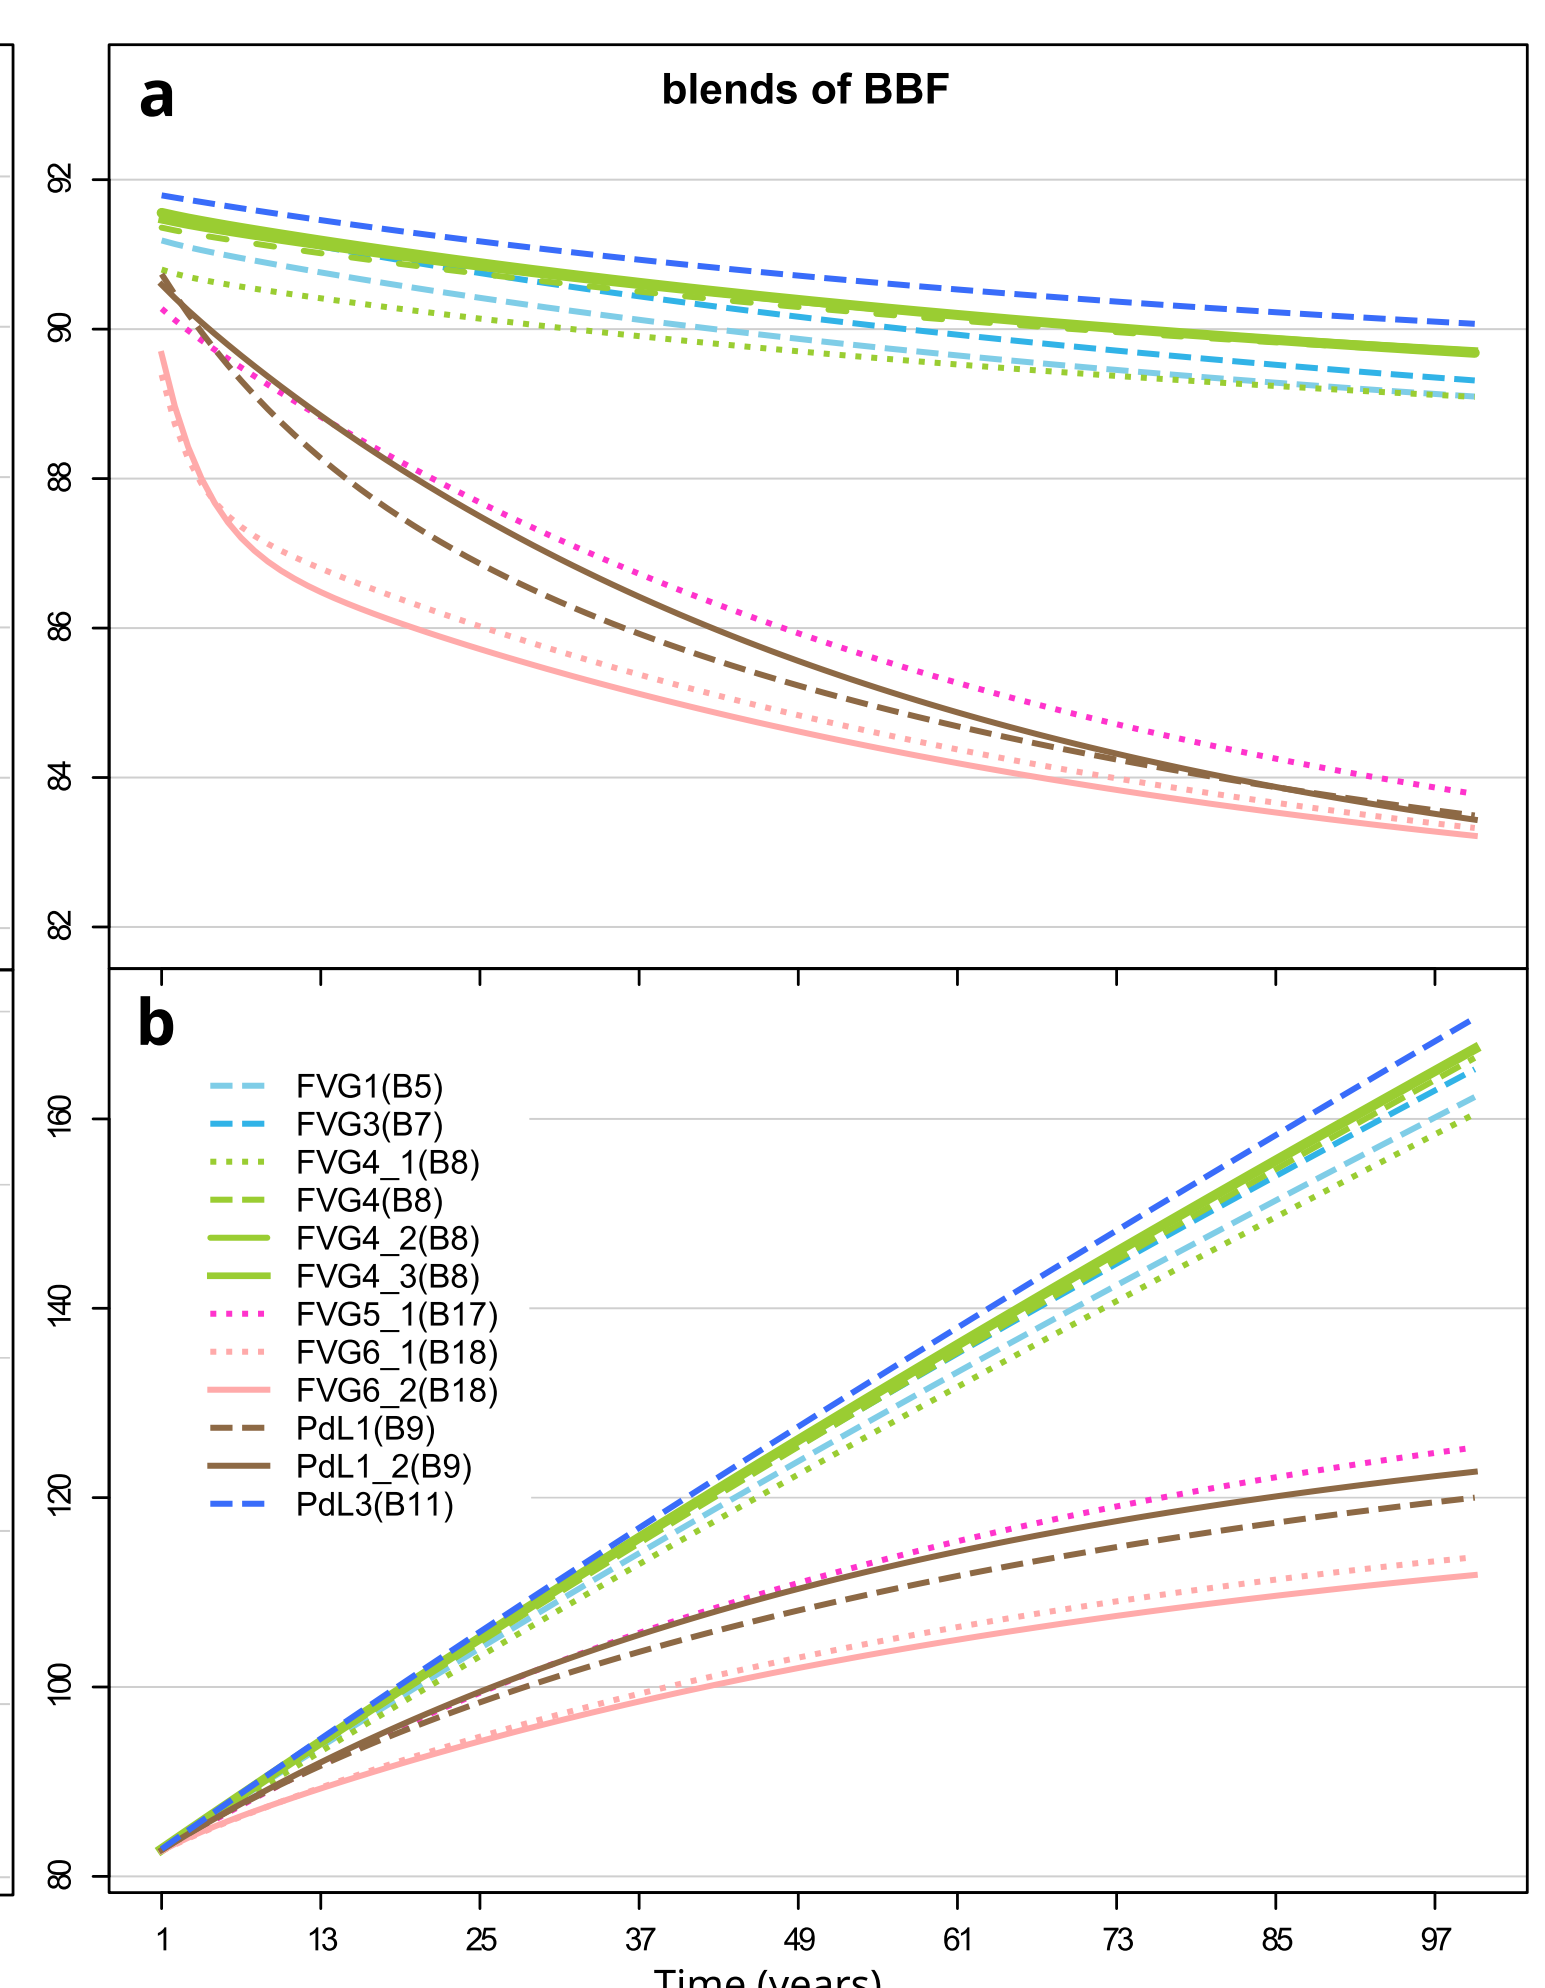 a
blends of BBF
92
90
88
86
84
82
b
FVG1(B5)
FVG3(B7)
FVG4_1(B8)
FVG4(B8)
FVG4_2(B8)
FVG4_3(B8)
FVG5_1(B17)
FVG6_1(B18)
FVG6_2(B18)
PdL1(B9)
PdL1_2(B9)
PdL3(B11)
160
140
120
100
80
1 13 25 37 49 61 73 85 97
Time (years)